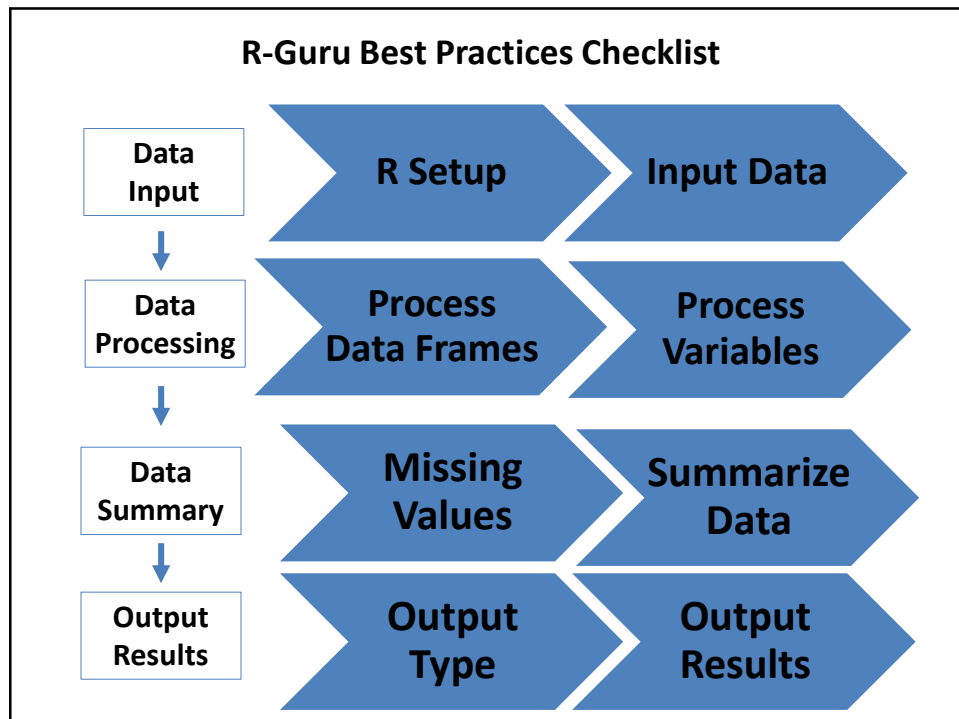 R-Guru Best Practices Checklist
Data
Input
R Setup
Input Data
Data
Processing
Process
Data Frames
Process
Variables
Data
Summary
Missing
Values
Summarize
Data
Output
Results
Output
Type
Output
Results